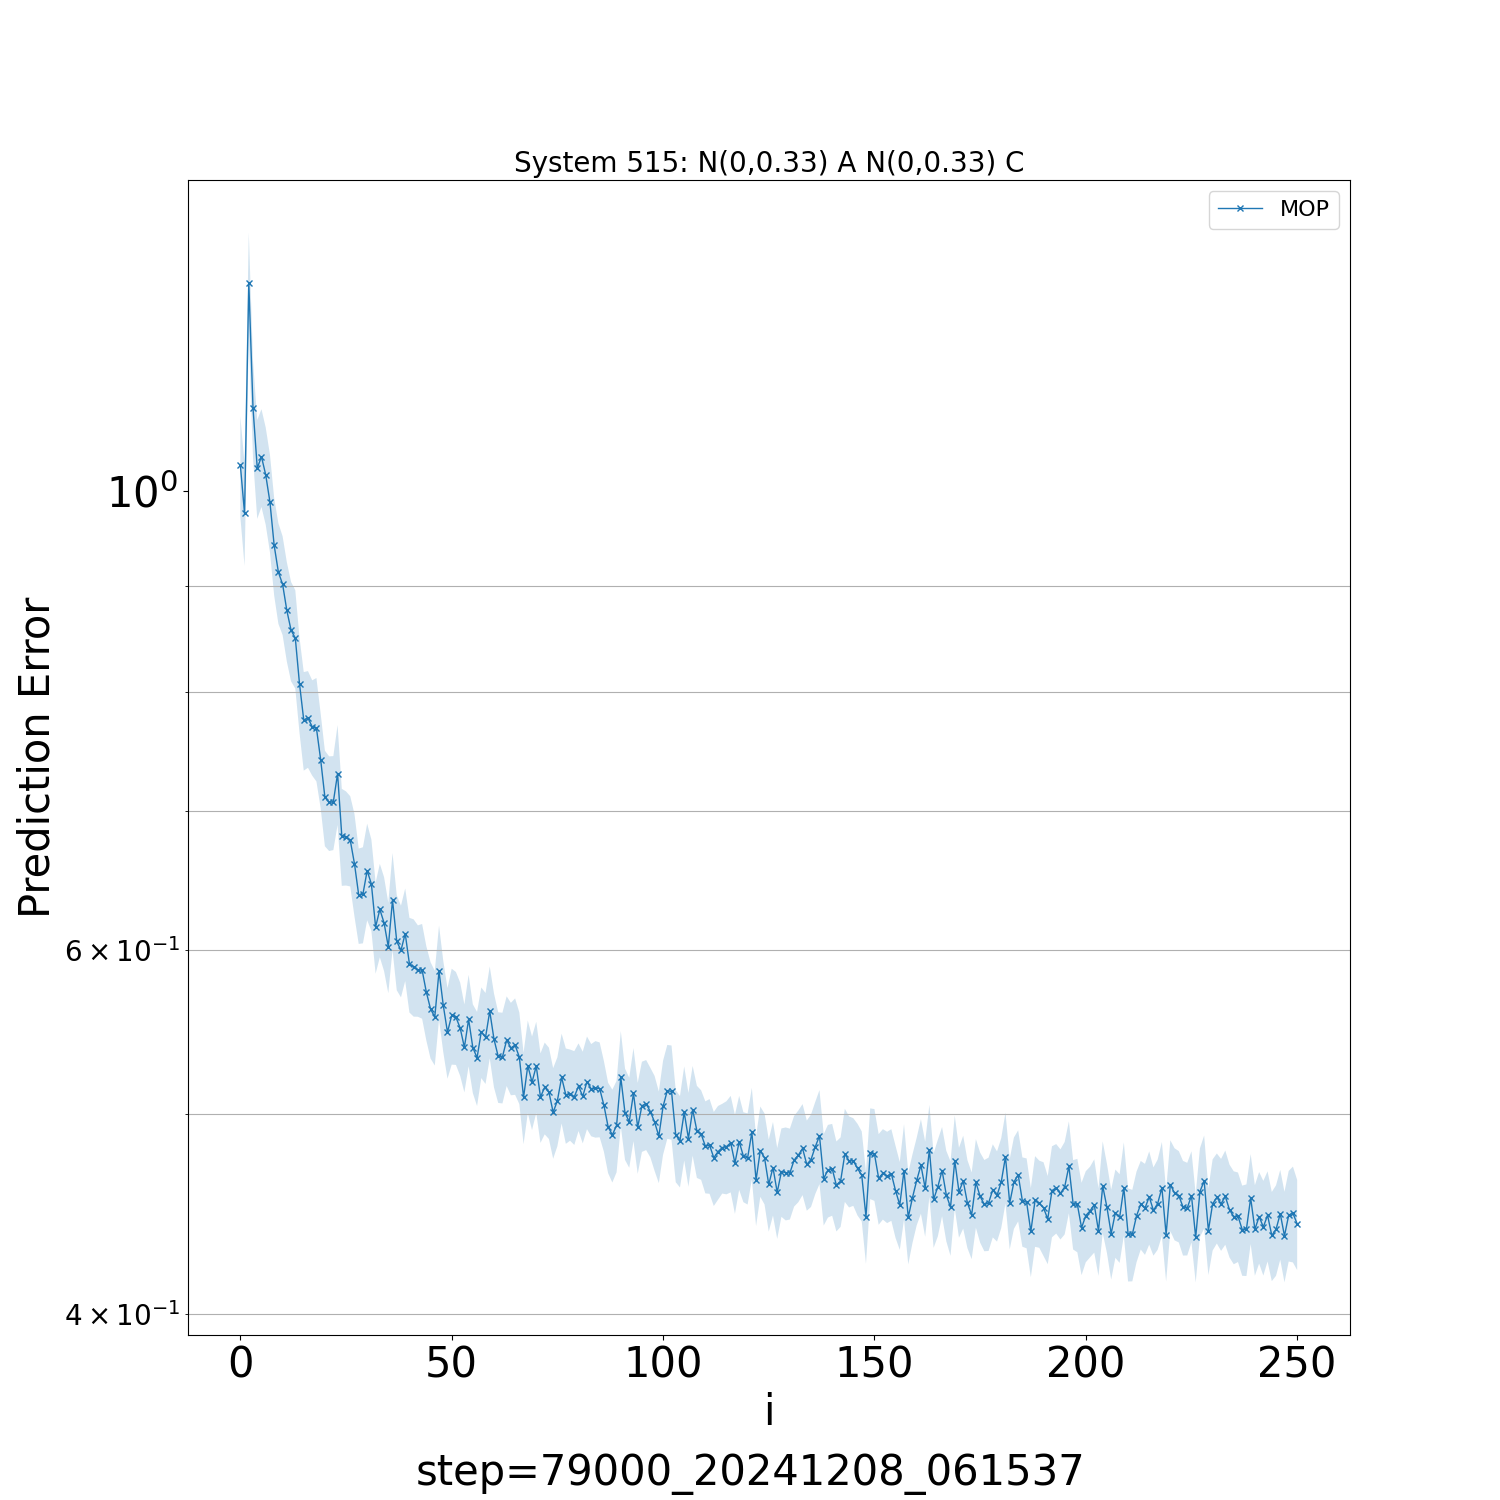 System 515: N(0,0.33) A N(0,0.33) C
MOP
10⁰
6 × 10⁻¹
4 × 10⁻¹
Prediction Error
0 50 100 150 200 250
i
step=79000_20241208_061537